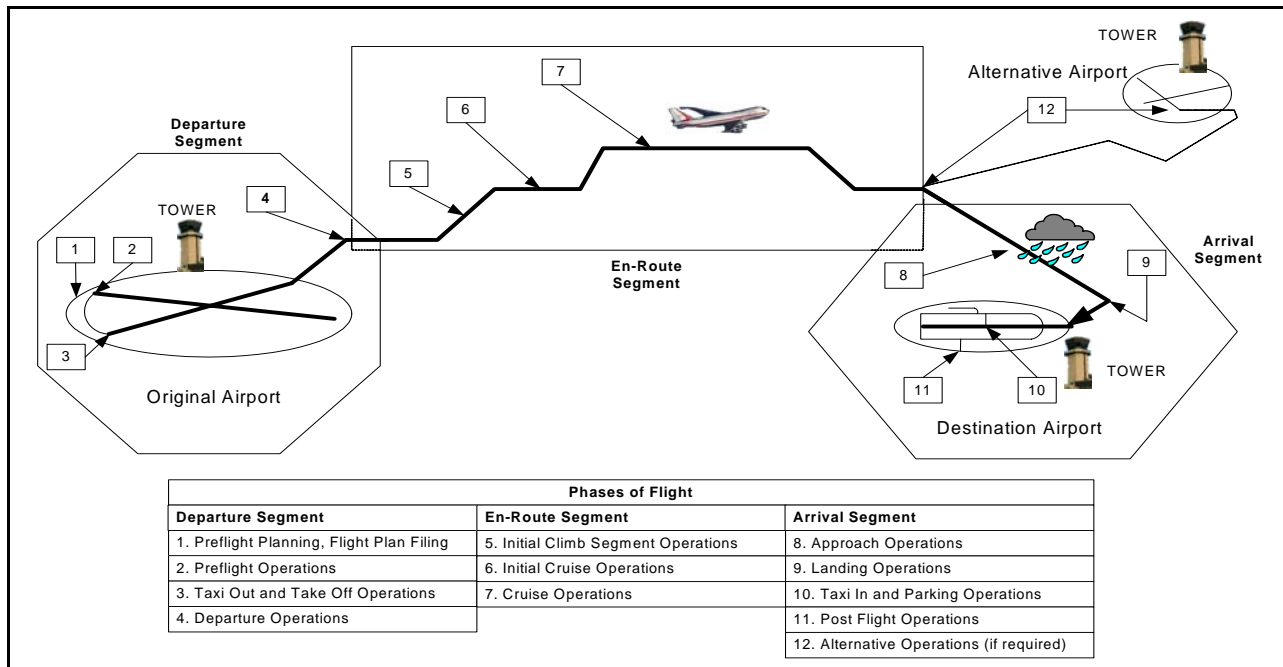 TOWER
Alternative Airport
7
6
12
Departure
Segment
5
4
TOWER
1
2
En-Route
Segment
8
9
Arrival
Segment
3
Original Airport
11
10
TOWER
Destination Airport
Phases of Flight
Departure Segment En-Route Segment Arrival Segment
1. Preflight Planning, Flight Plan Filing 5. Initial Climb Segment Operations 8. Approach Operations
2. Preflight Operations 6. Initial Cruise Operations 9. Landing Operations
3. Taxi Out and Take Off Operations 7. Cruise Operations 10. Taxi In and Parking Operations
4. Departure Operations 11. Post Flight Operations
12. Alternative Operations (if required)